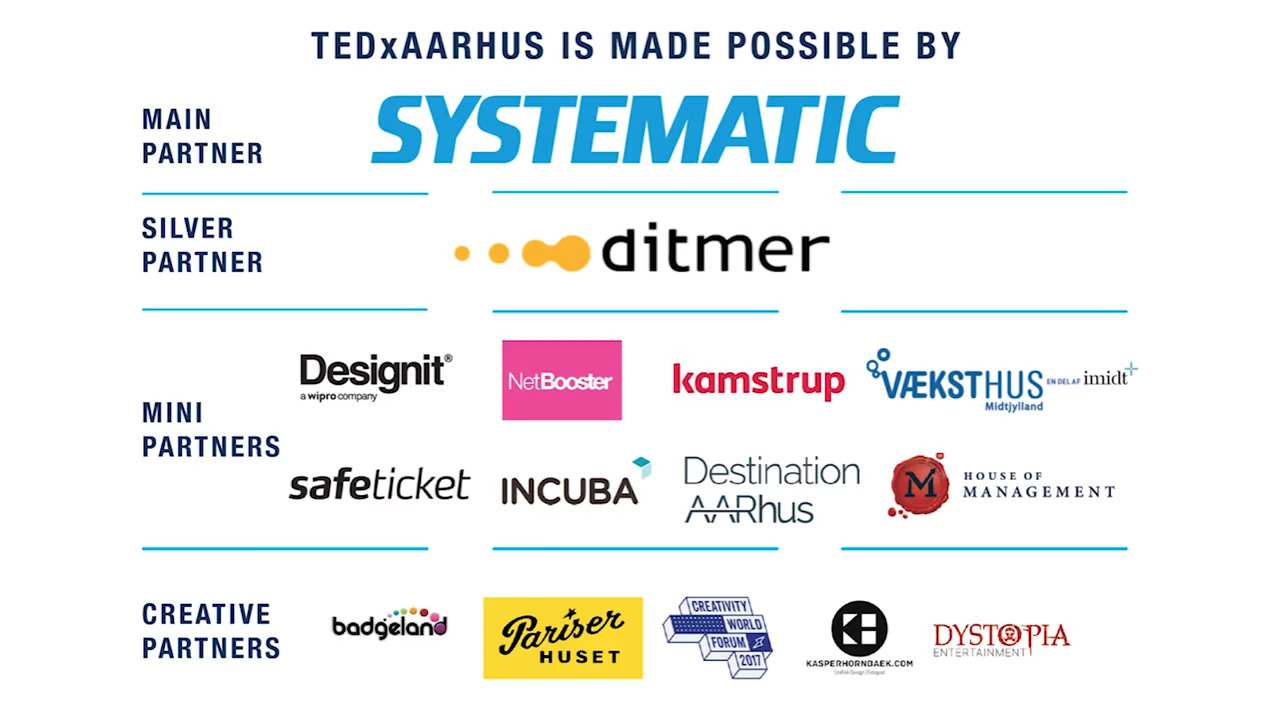 TEDxAARHUS IS MADE POSSIBLE BY
MAIN
PARTNER
SYSTEMATIC
SILVER
PARTNER
ditmer
MINI
PARTNERS
Designit®
a wipro company
NetBooster
kamstrup
VÆKSTHUS
Midtjylland
EN DEL AF imidt
safeticket
INCUBA
Destination
AARhus
M
HOUSE OF
MANAGEMENT
CREATIVE
PARTNERS
badgeland
Pariser
HUSET
CREATIVITY
WORLD
FORUM
2017
KASPERHORNBAEK.COM
DYSTOPIA
ENTERTAINMENT